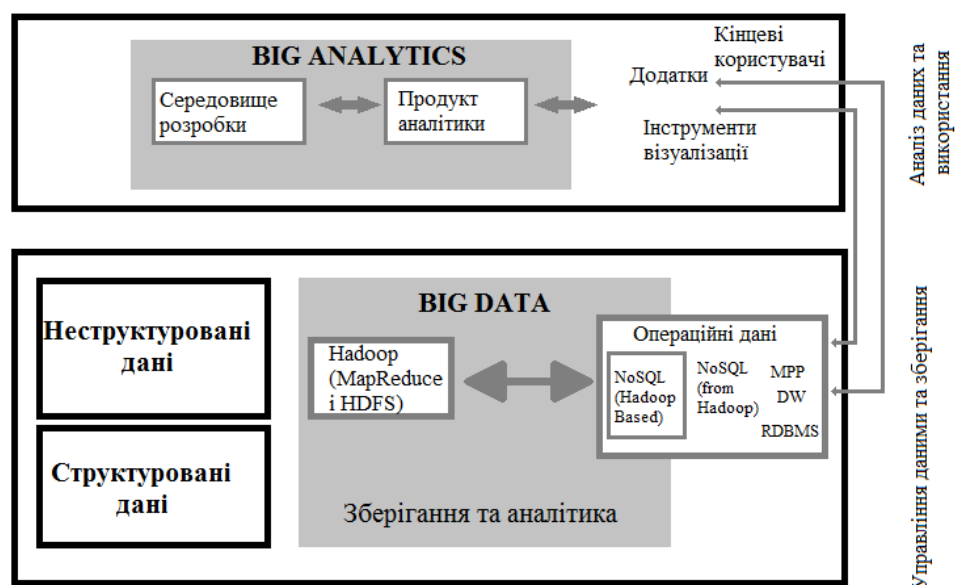 BIG ANALYTICS
Середовище
розробки
Продукт
аналітики
Кінцеві
користувачі
Додатки
Інструменти
візуалізації
Аналіз даних та
використання
Неструктуровані
дані
Структуровані
дані
BIG DATA
Hadoop
(MapReduce
і HDFS)
Зберігання та аналітика
Операційні дані
NoSQL
(Hadoop
Based)
NoSQL
(from
Hadoop)
MPP
DW
RDBMS
Управління даними та зберігання